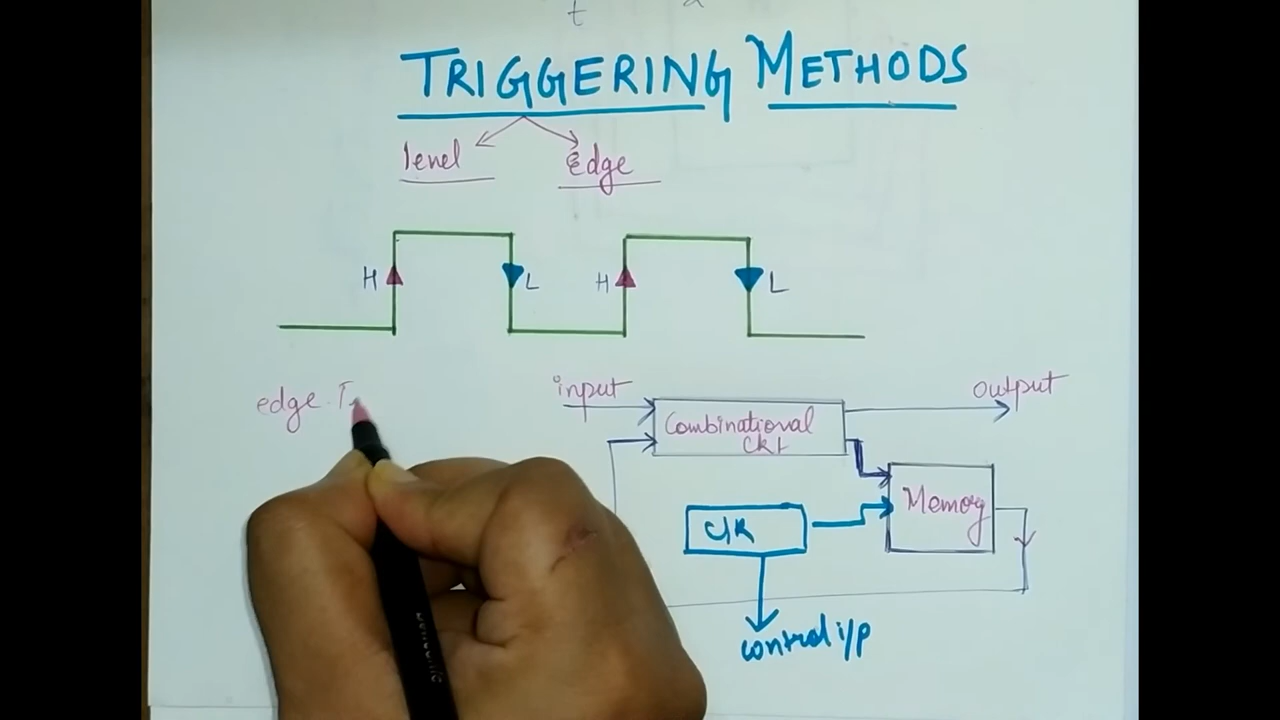 t
TRIGGERING METHODS
level
Edge
H
L
H
L
edge
input
output
Combinational
CKt
Memory
Clk
control i/p